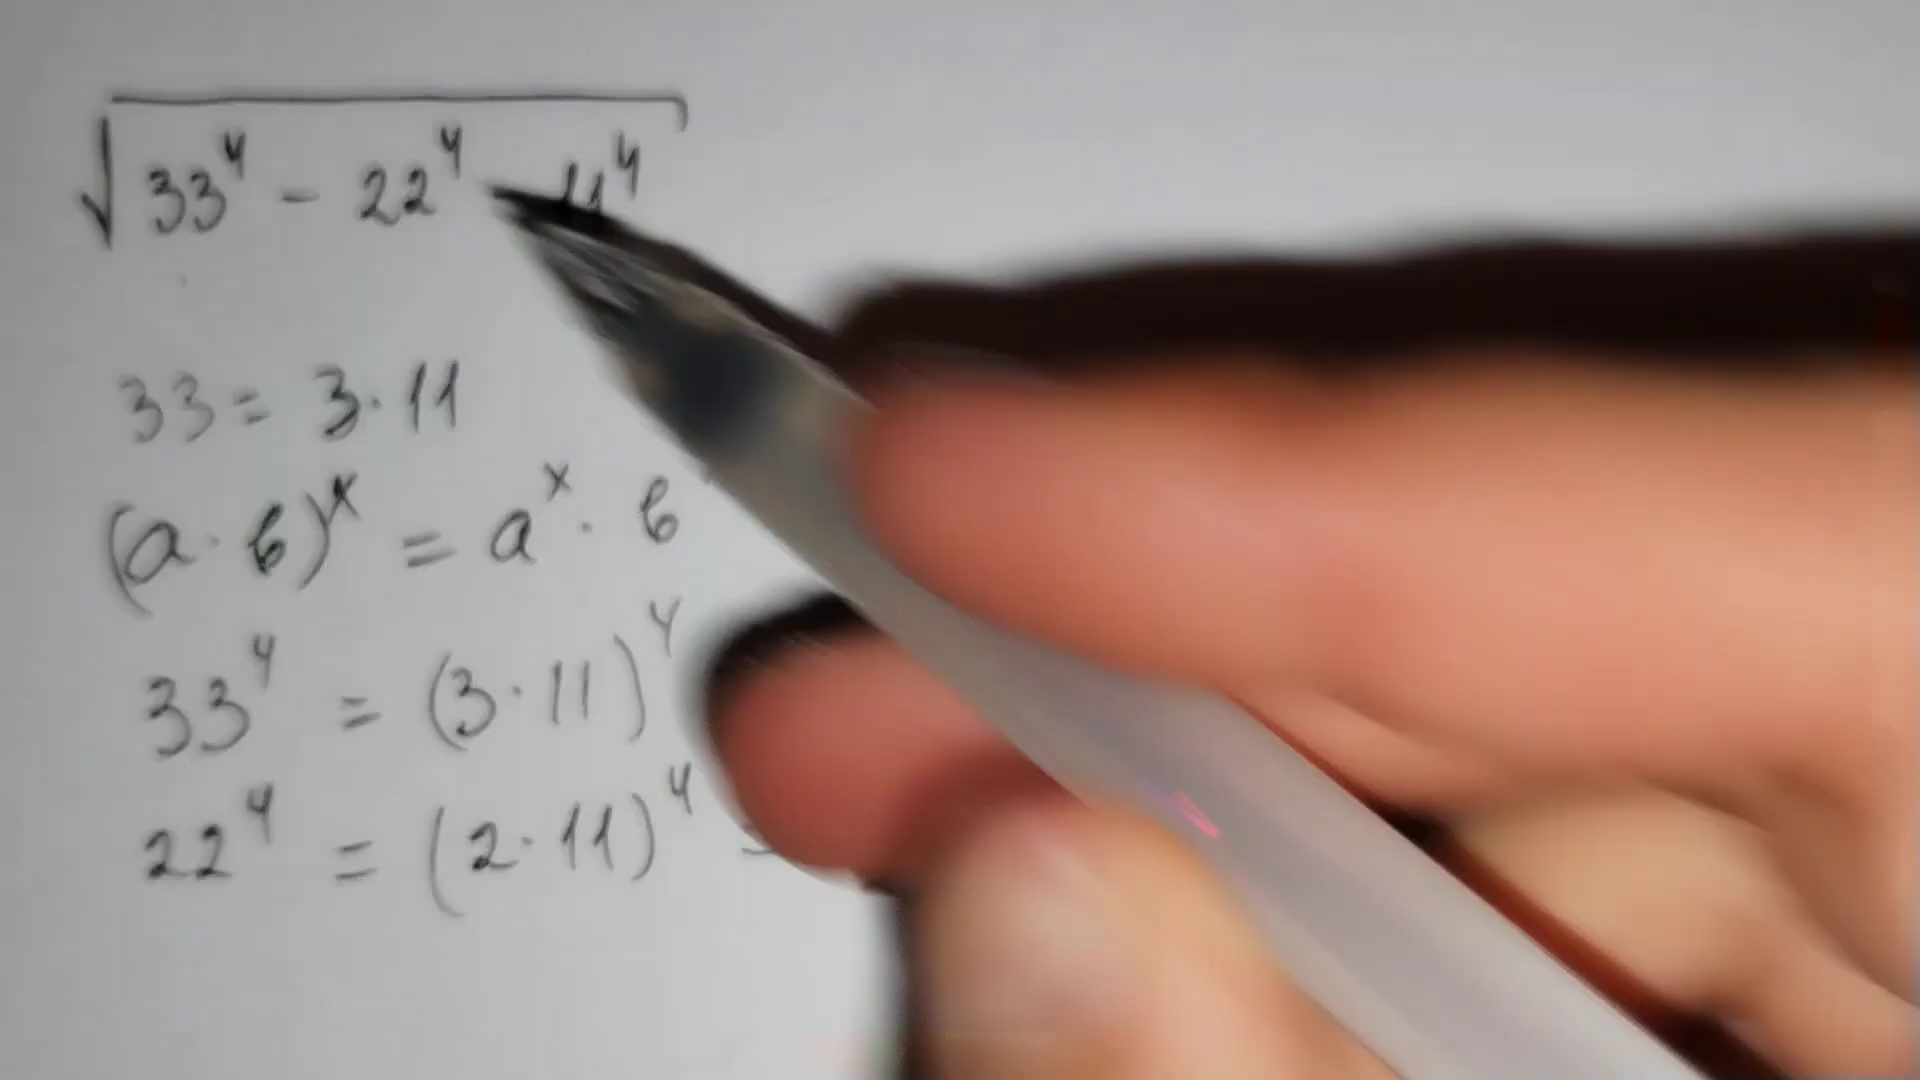 √33⁴ - 22⁴ 11⁴
33 = 3 · 11
(a · b)ˣ = aˣ · b
33⁴ = (3 · 11)⁴
22⁴ = (2 · 11)⁴ =